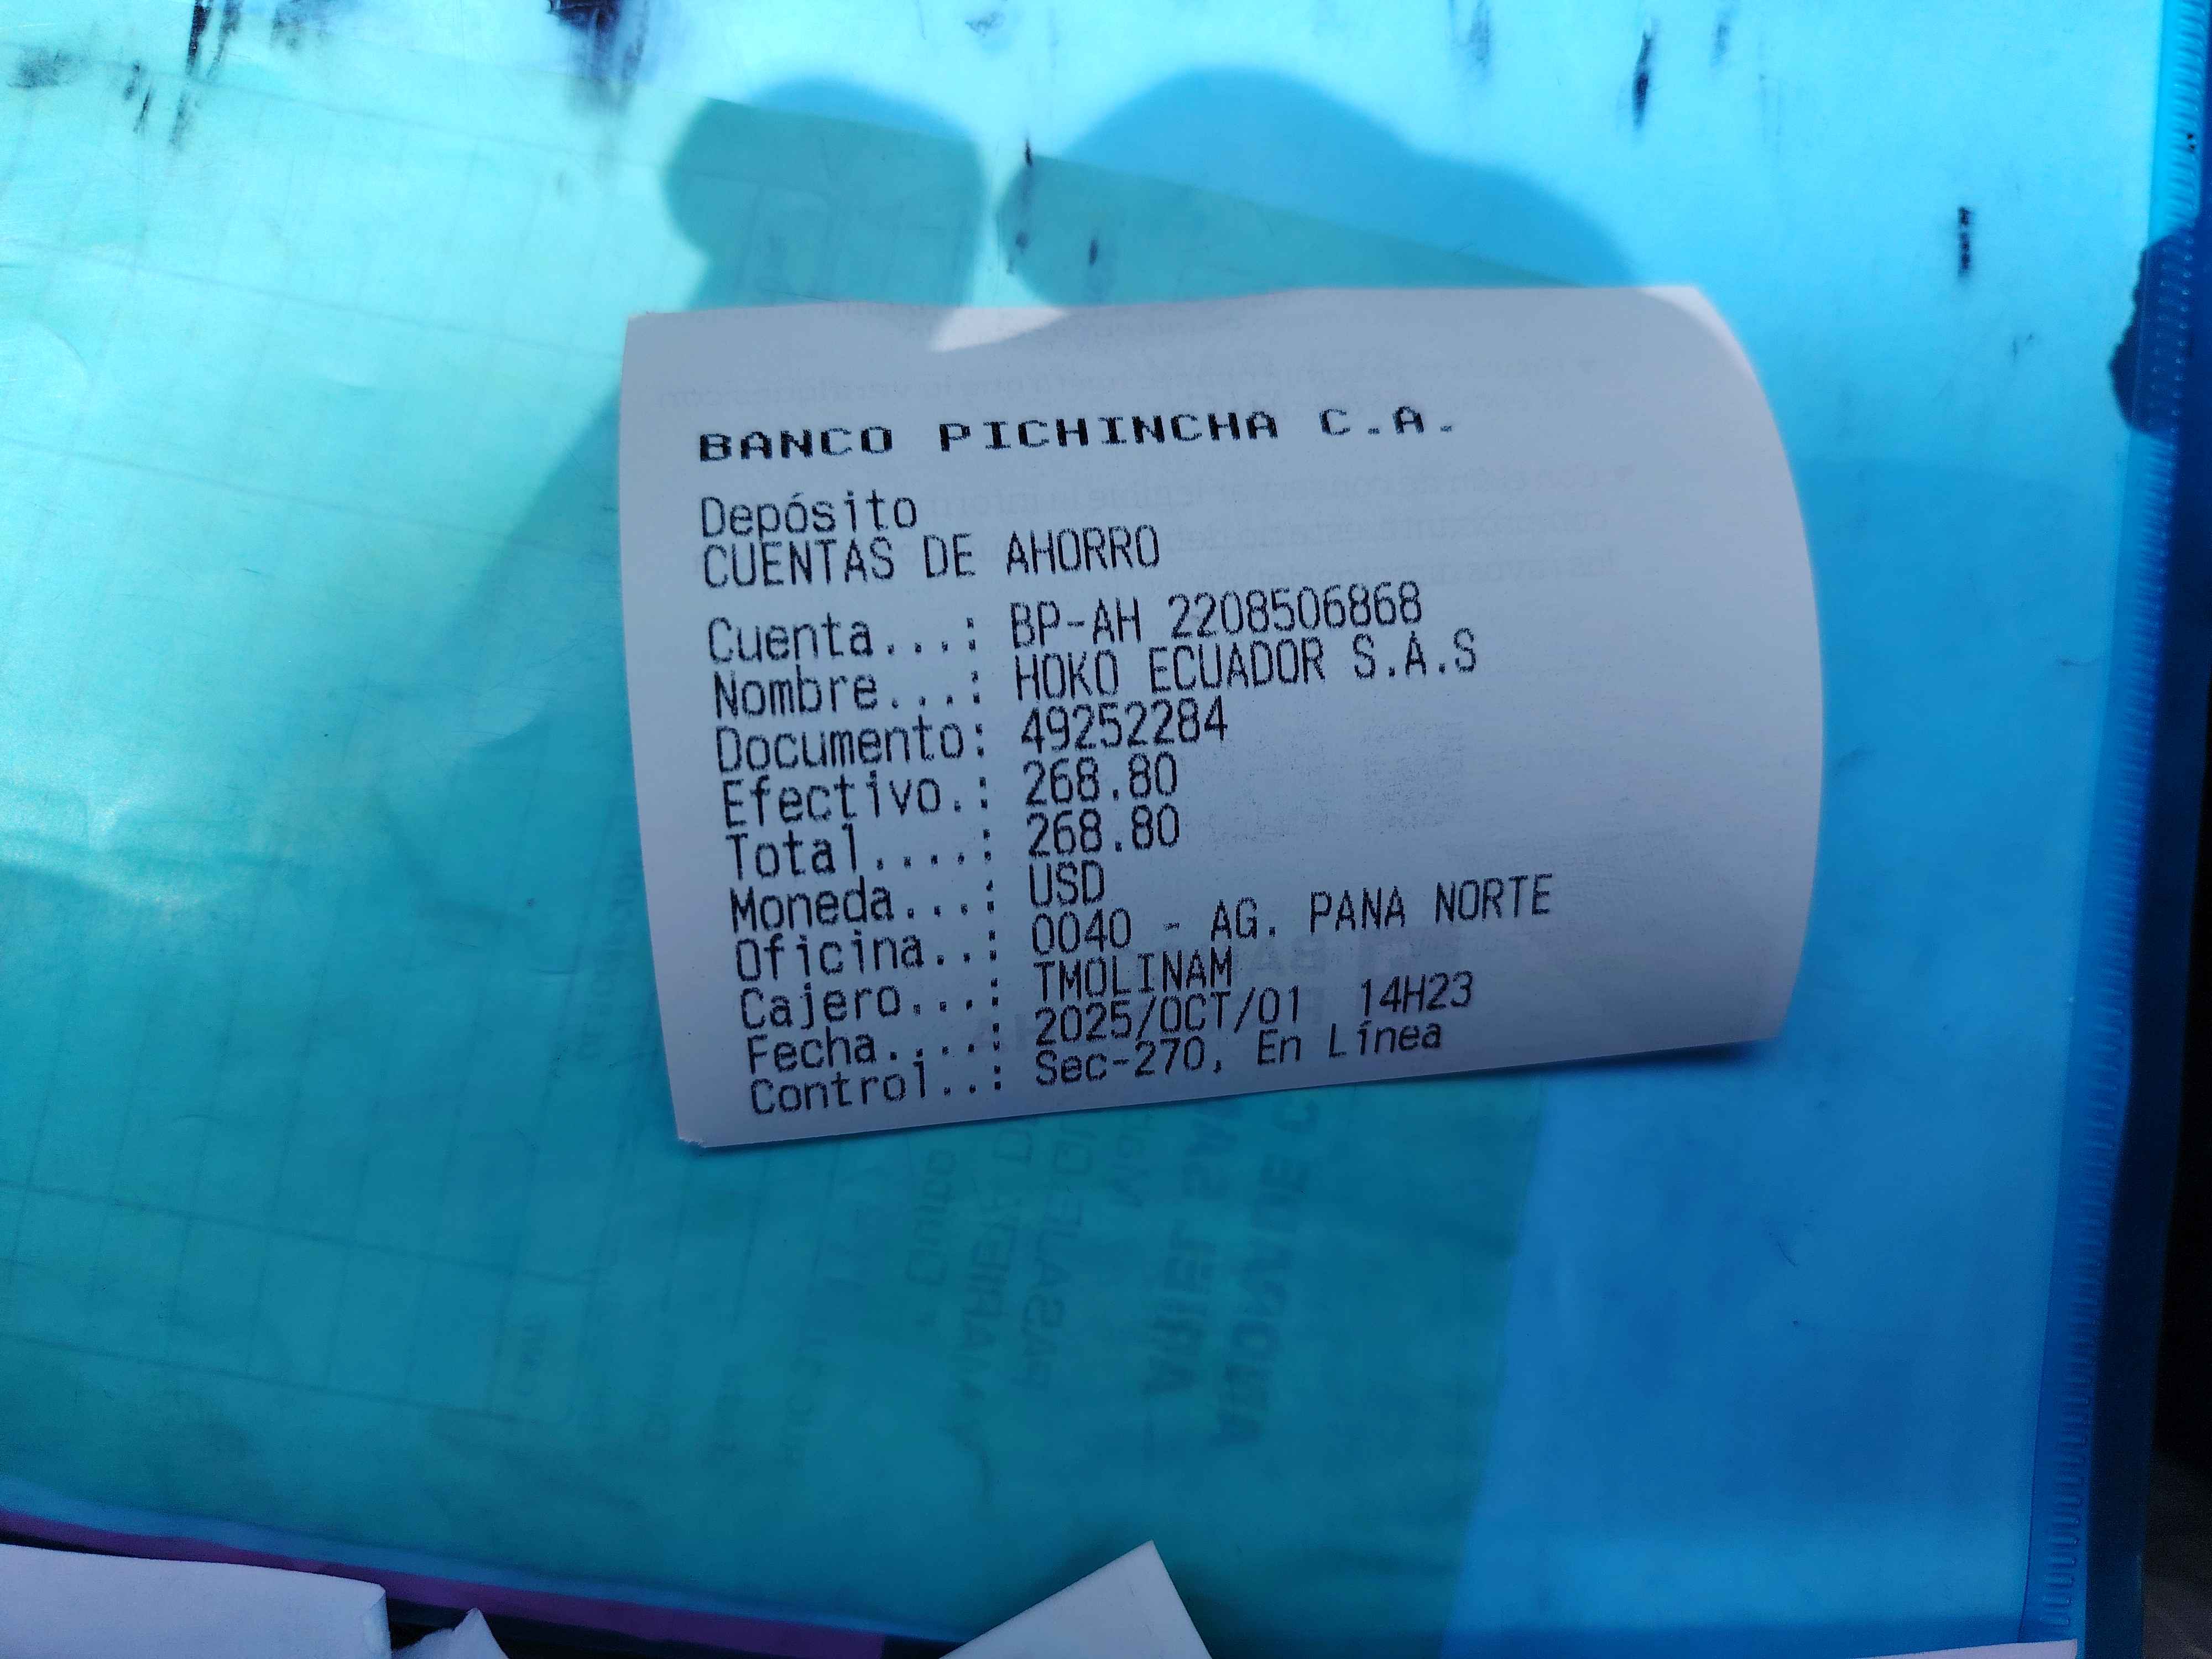 BANCO PICHINCHA C.A.
Depósito
CUENTAS DE AHORRO
Cuenta...: BP-AH 2208506868
Nombre...: HOKO ECUADOR S.A.S
Documento: 49252284
Efectivo.: 268.80
Total....: 268.80
Moneda...: USD
Oficina..: 0040 - AG. PANA NORTE
Cajero...: TMOLINAM
Fecha....: 2025/OCT/01 14H23
Control..: Sec-270, En Línea